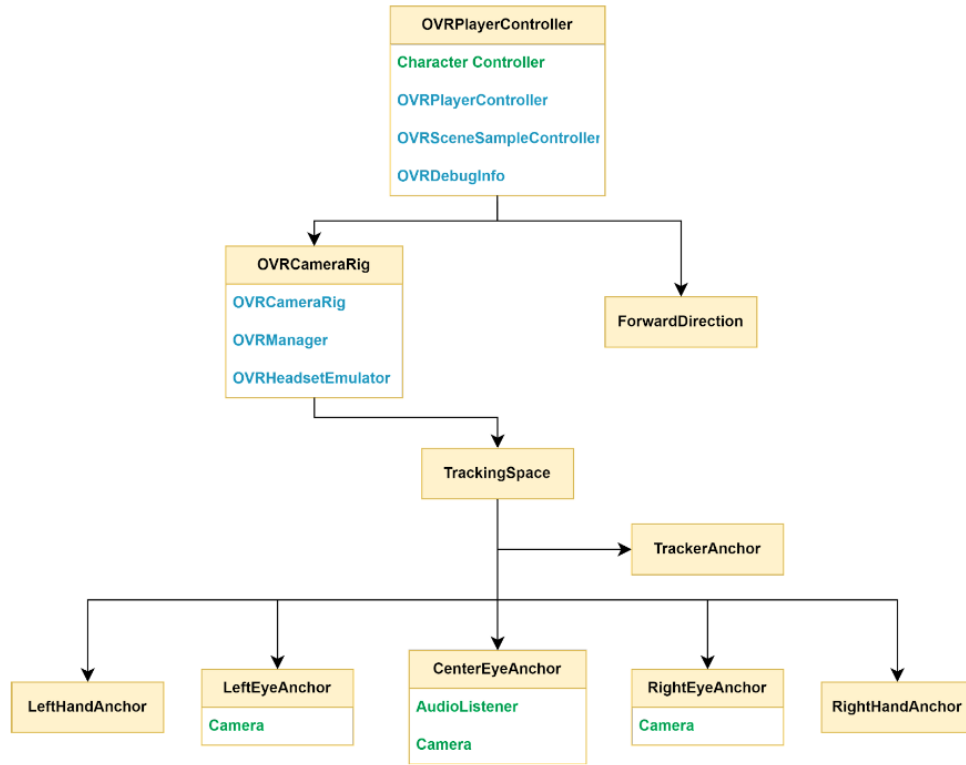 OVRPlayerController
Character Controller
OVRPlayerController
OVRSceneSampleController
OVRDebugInfo
OVRCameraRig
OVRCameraRig
OVRManager
OVRHeadsetEmulator
ForwardDirection
TrackingSpace
TrackerAnchor
LeftHandAnchor
LeftEyeAnchor
Camera
CenterEyeAnchor
AudioListener
Camera
RightEyeAnchor
Camera
RightHandAnchor